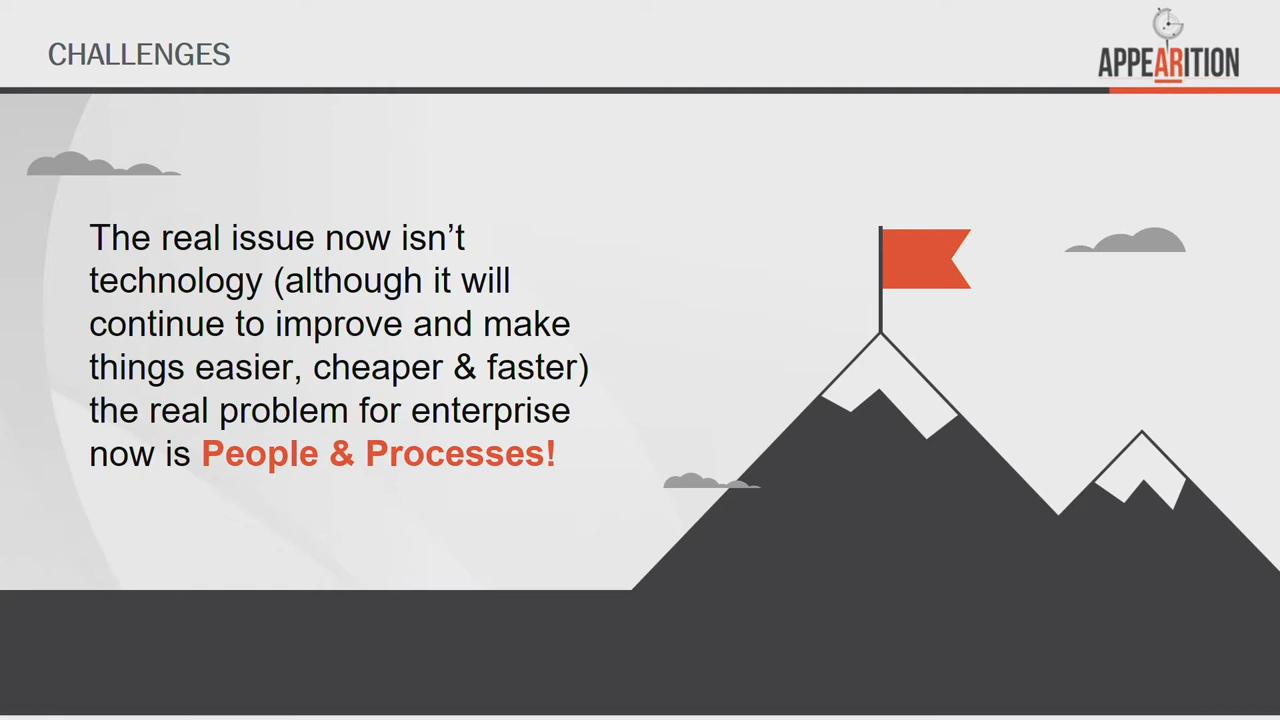 CHALLENGES
APPEARITION
The real issue now isn’t
technology (although it will
continue to improve and make
things easier, cheaper & faster)
the real problem for enterprise
now is People & Processes!